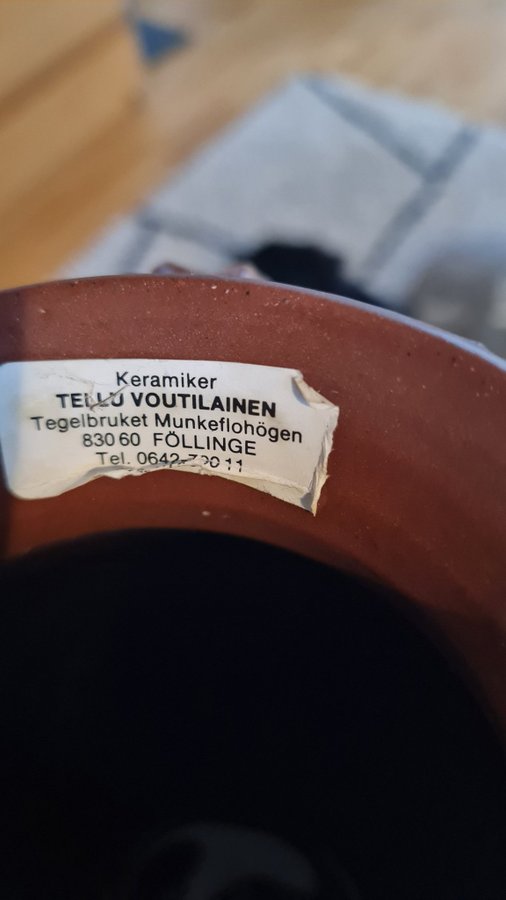 Keramiker
TELLU VOUTILAINEN
Tegelbruket Munkeflohögen
830 60 FÖLLINGE
Tel. 0642-